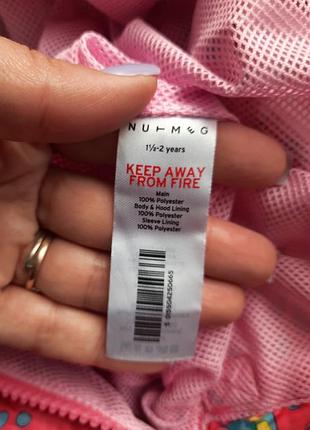 NUTMEG
1½-2 years
KEEP AWAY
FROM FIRE
Main
100% Polyester
Body & Hood Lining
100% Polyester
Sleeve Lining
100% Polyester
5015504250665